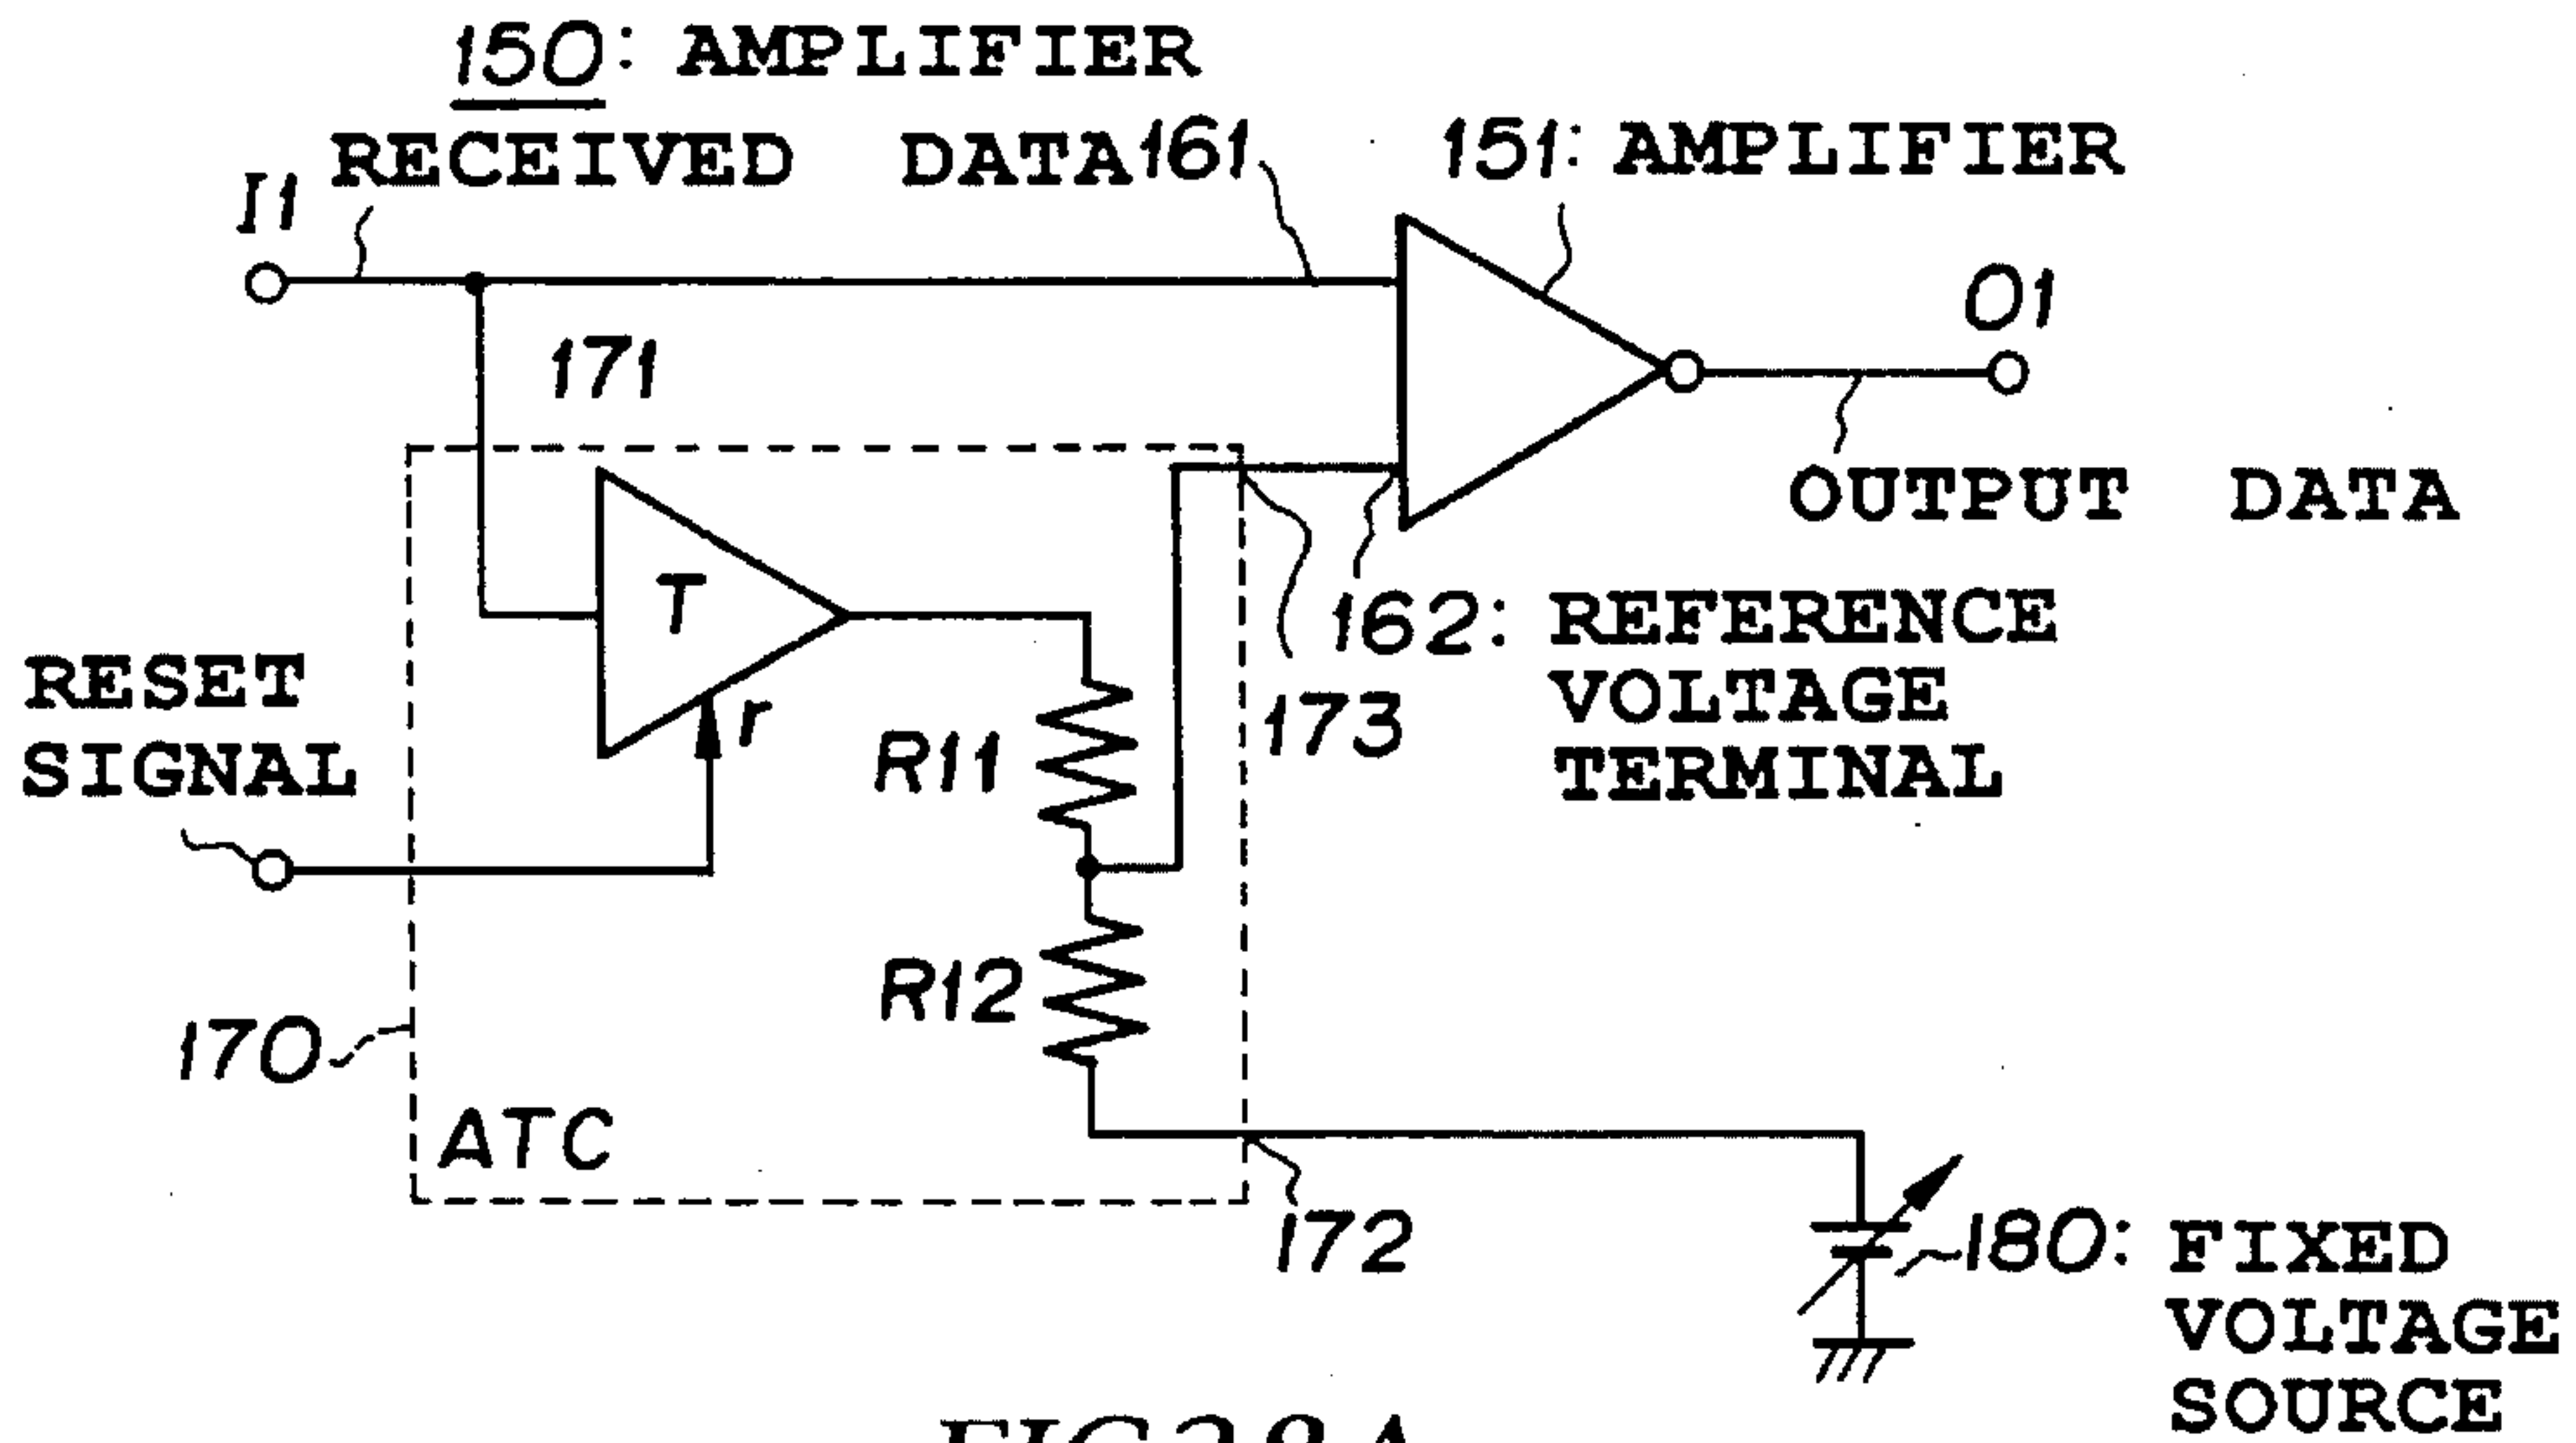 150: AMPLIFIER
RECEIVED DATA
161
151: AMPLIFIER
I1
O1
171
OUTPUT DATA
T
162: REFERENCE
VOLTAGE
TERMINAL
RESET
SIGNAL
r
R11
173
R12
170
ATC
172
180: FIXED
VOLTAGE
SOURCE